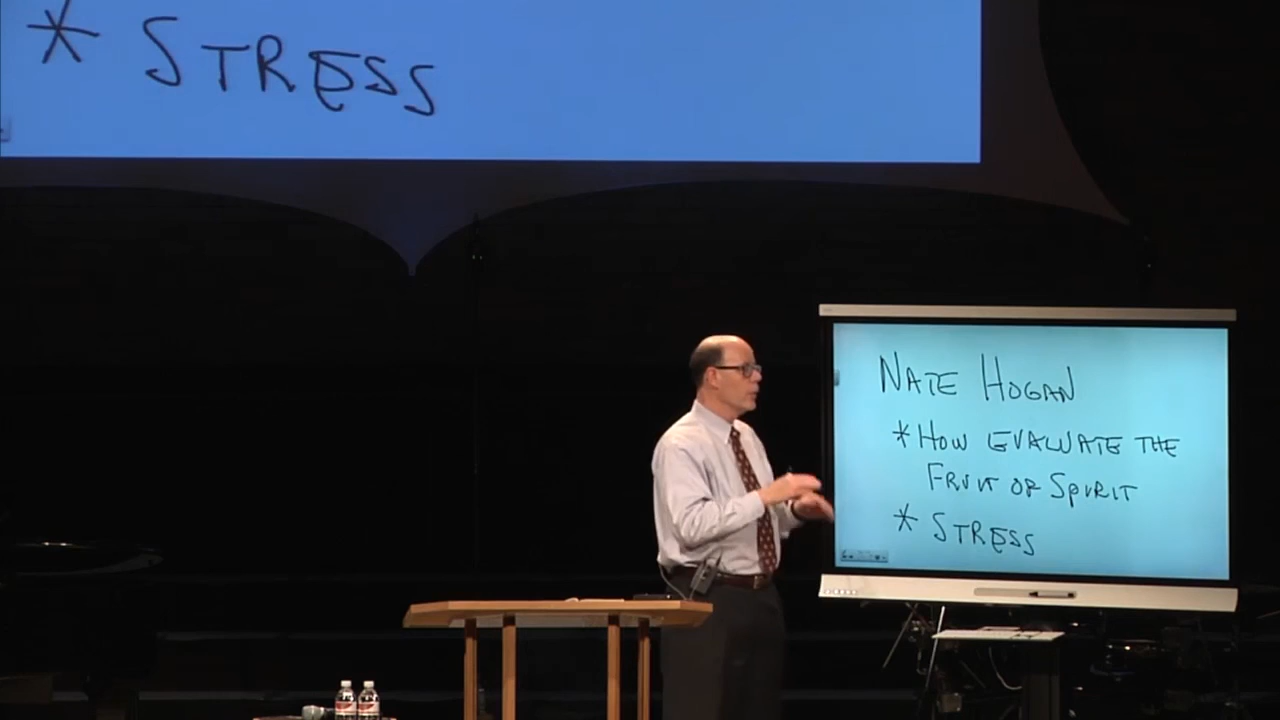 * STRESS
NATE HOGAN
* HOW EVALUATE THE
FRUIT OF SPIRIT
* STRESS